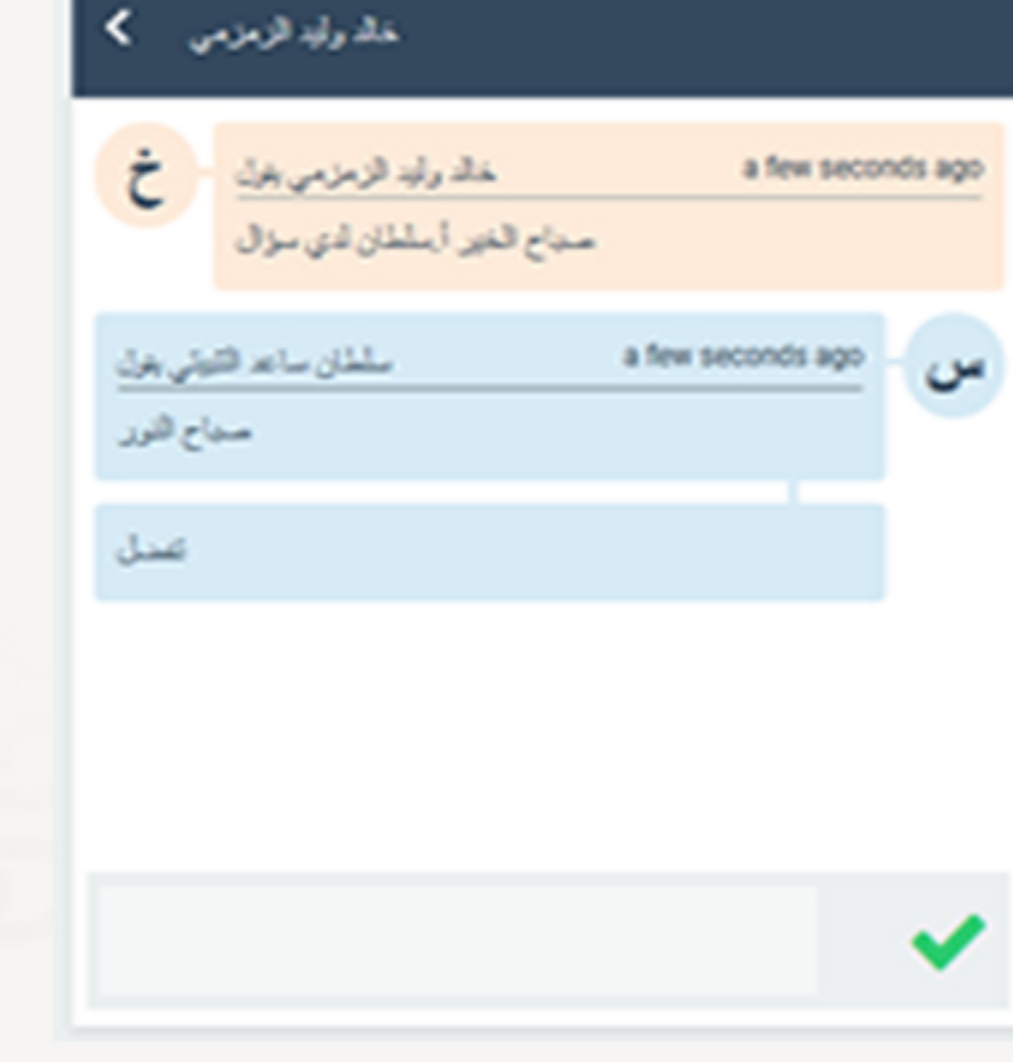 خالد وليد الزمزمي
خ
خالد وليد الزمزمي يقول
a few seconds ago
صباح الخير أ.سلطان لدي سؤال
سلطان ساعد الثبيتي يقول
a few seconds ago
س
صباح النور
تفضل